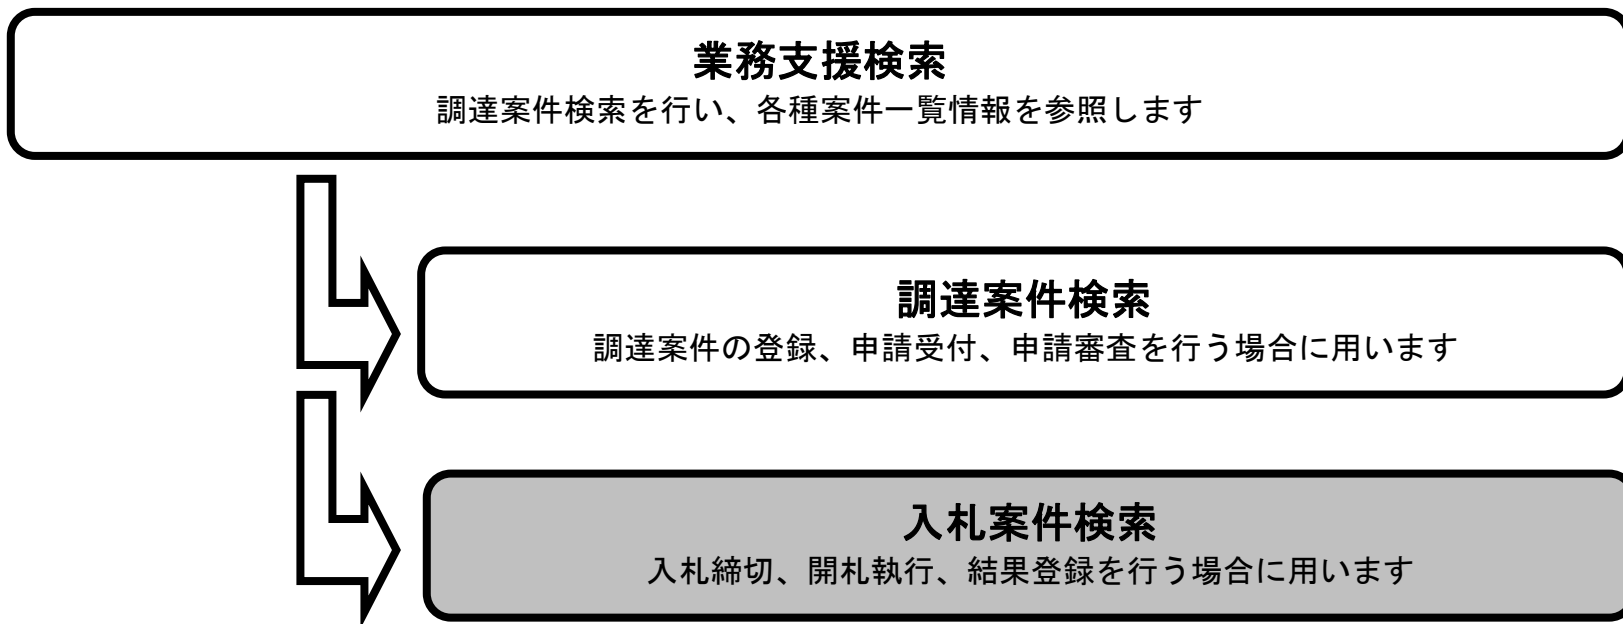 業務支援検索
調達案件検索を行い、各種案件一覧情報を参照します
調達案件検索
調達案件の登録、申請受付、申請審査を行う場合に用います
入札案件検索
入札締切、開札執行、結果登録を行う場合に用います